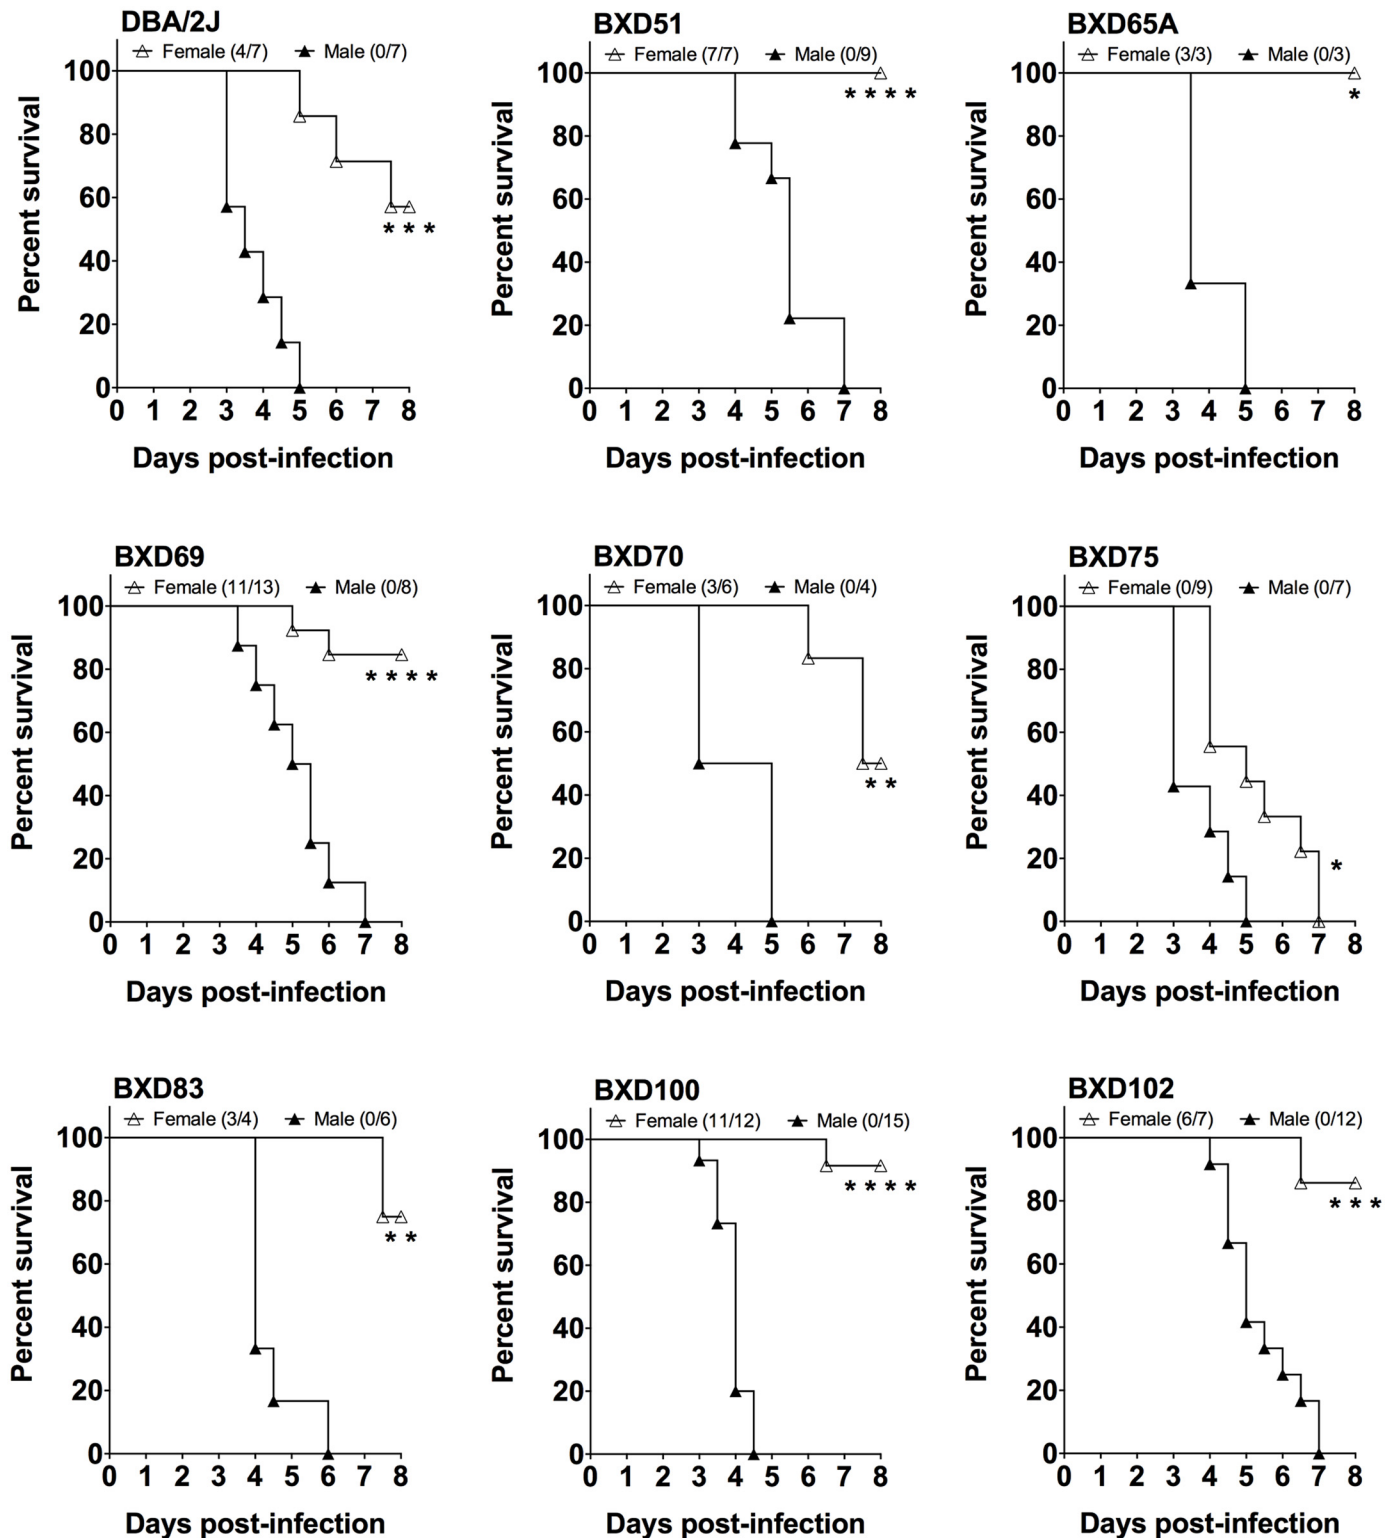 DBA/2J
Female (4/7) Male (0/7)
100
80
60
40
20
0
0 1 2 3 4 5 6 7 8
* * *
Percent survival
Days post-infection
BXD51
Female (7/7) Male (0/9)
100
80
60
40
20
0
0 1 2 3 4 5 6 7 8
* * * *
Percent survival
Days post-infection
BXD65A
Female (3/3) Male (0/3)
100
80
60
40
20
0
0 1 2 3 4 5 6 7 8
*
Percent survival
Days post-infection
BXD69
Female (11/13) Male (0/8)
100
80
60
40
20
0
0 1 2 3 4 5 6 7 8
* * * *
Percent survival
Days post-infection
BXD70
Female (3/6) Male (0/4)
100
80
60
40
20
0
0 1 2 3 4 5 6 7 8
* *
Percent survival
Days post-infection
BXD75
Female (0/9) Male (0/7)
100
80
60
40
20
0
0 1 2 3 4 5 6 7 8
*
Percent survival
Days post-infection
BXD83
Female (3/4) Male (0/6)
100
80
60
40
20
0
0 1 2 3 4 5 6 7 8
* *
Percent survival
Days post-infection
BXD100
Female (11/12) Male (0/15)
100
80
60
40
20
0
0 1 2 3 4 5 6 7 8
* * * *
Percent survival
Days post-infection
BXD102
Female (6/7) Male (0/12)
100
80
60
40
20
0
0 1 2 3 4 5 6 7 8
* * *
Percent survival
Days post-infection